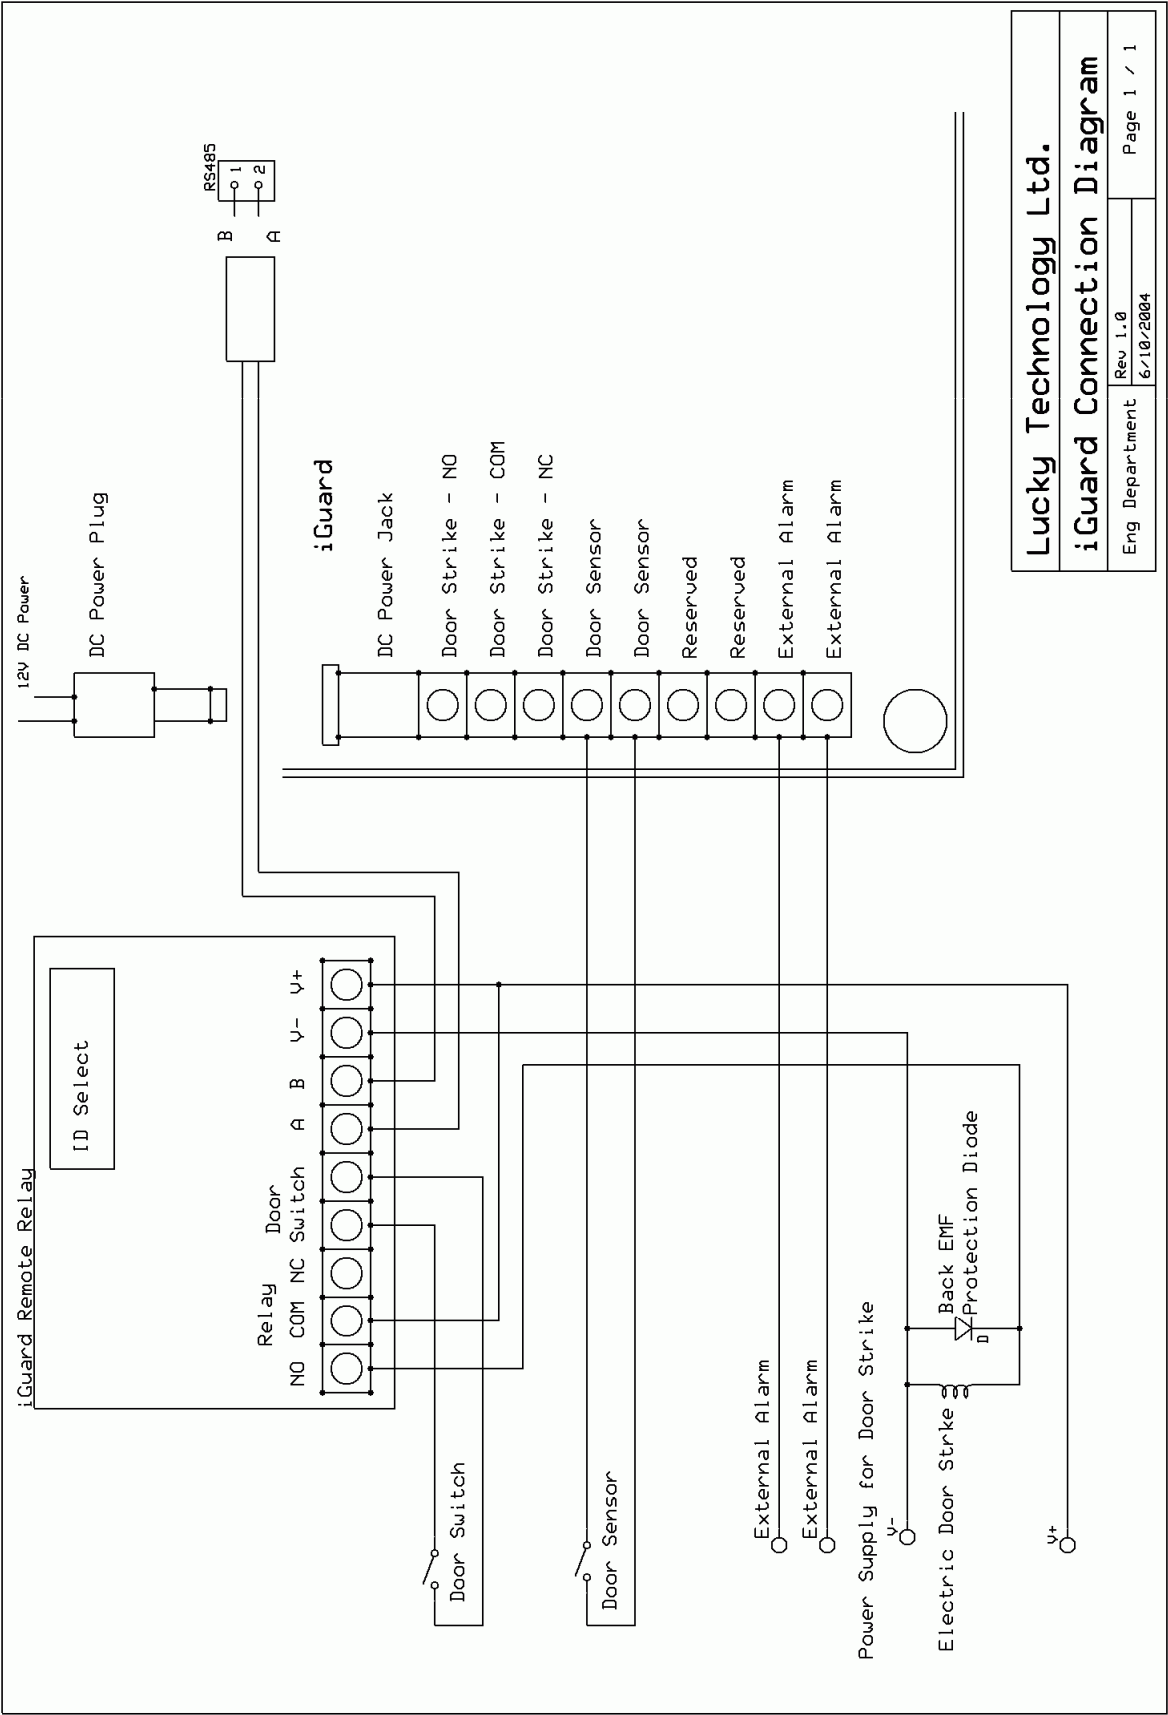 12V DC Power
DC Power Plug
RS485
1
2
B
A
iGuard
DC Power Jack
Door Strike - NO
Door Strike - COM
Door Strike - NC
Door Sensor
Door Sensor
Reserved
Reserved
External Alarm
External Alarm
iGuard Remote Relay
ID Select
Relay
Door
NO
COM
NC
Switch
A
B
V-
V+
Door Switch
Door Sensor
External Alarm
External Alarm
Power Supply for Door Strike
V-
Electric Door Strke
Back EMF
Protection Diode
D
V+
Lucky Technology Ltd.
iGuard Connection Diagram
Eng Department
Rev 1.0
6/10/2004
Page 1 / 1